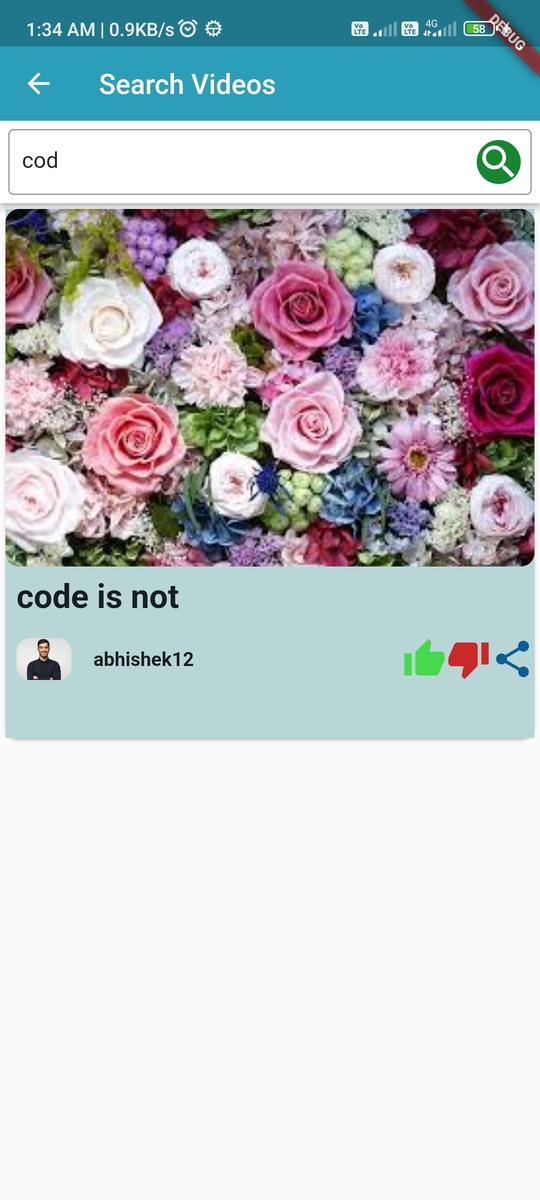 1:34 AM | 0.9KB/s
Vo LTE Vo LTE 4G 58
DEBUG
Search Videos
cod
code is not
abhishek12